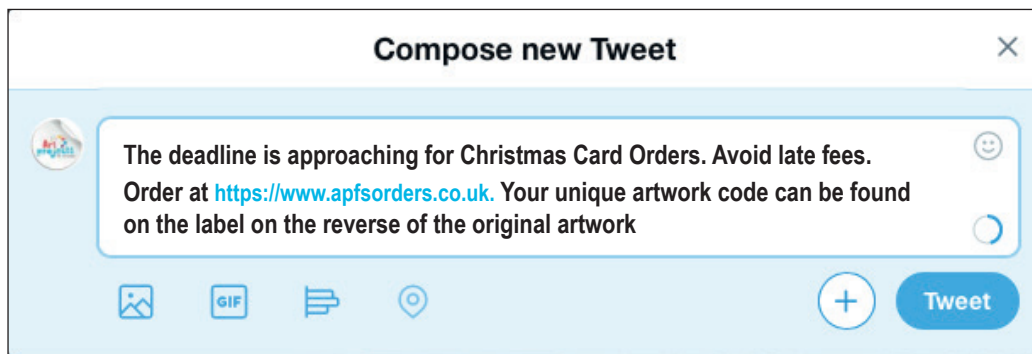 Compose new Tweet
Art
projects
The deadline is approaching for Christmas Card Orders. Avoid late fees.
Order at https://www.apfsorders.co.uk. Your unique artwork code can be found
on the label on the reverse of the original artwork
GIF
Tweet